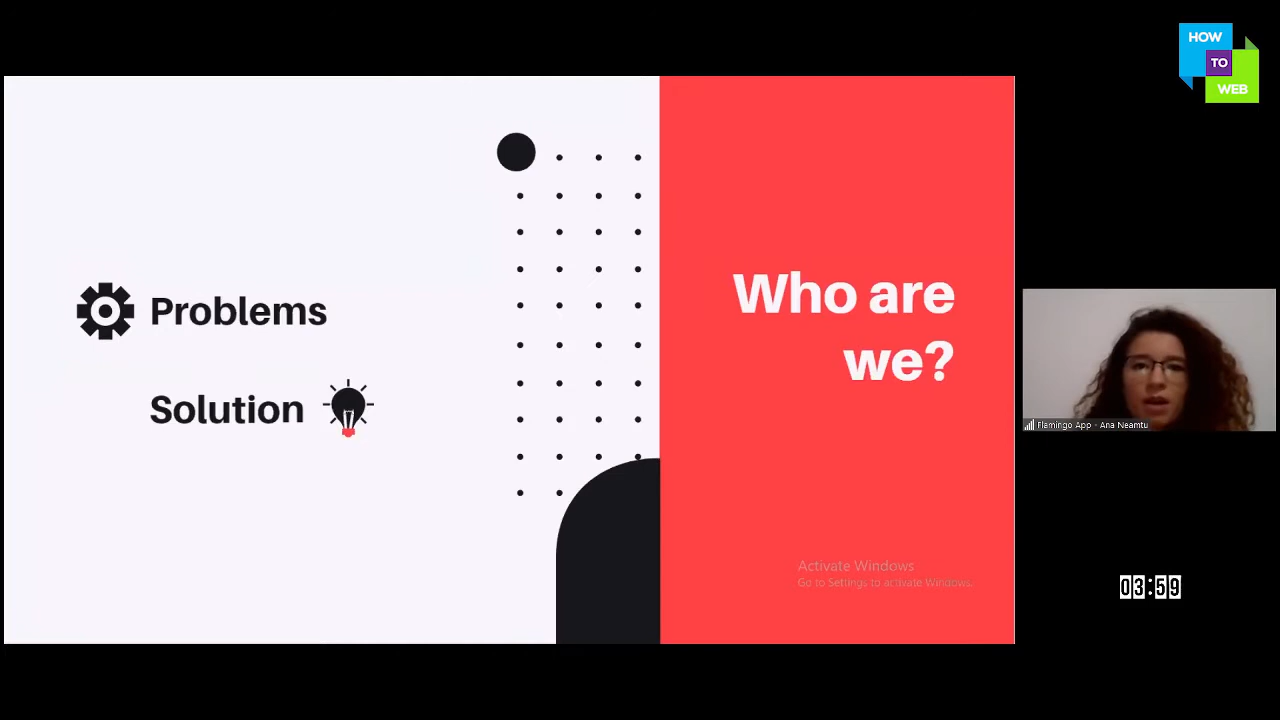 HOW
TO
WEB
Problems
Solution
Who are
we?
Activate Windows
Go to Settings to activate Windows.
Flamingo App - Ana Neamtu
03:59